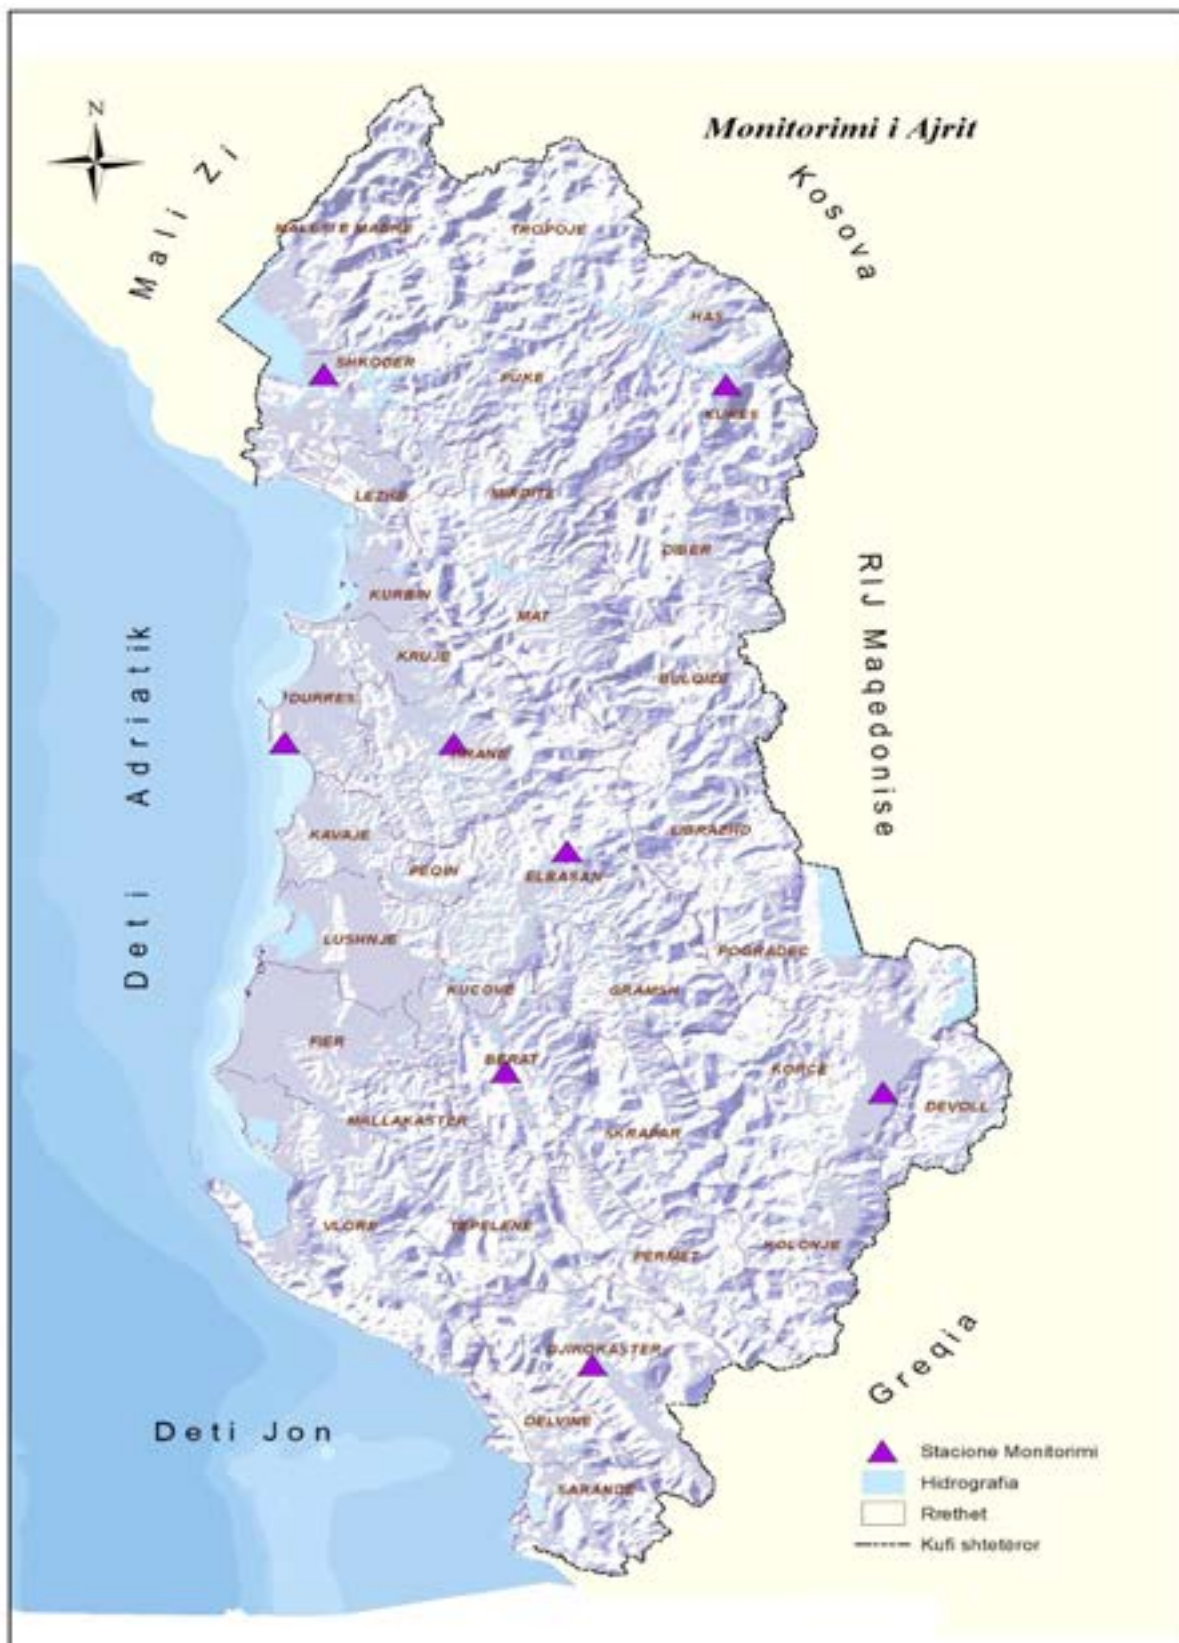 N
Monitorimi i Ajrit
Mali Zi
Kosova
MALESI E MADHE
TROPOJE
HAS
SHKODER
PUKE
KUKES
LEZHE
MIRDITE
DIBER
RIJ Maqedonise
KURBIN
MAT
KRUJE
BULQIZE
DURRES
TIRANE
Deti Adriatik
KAVAJE
LIBRAZHD
PEQIN
ELBASAN
LUSHNJE
POGRADEC
KUCOVE
GRAMSH
FIER
BERAT
KORCE
DEVOLL
MALLAKASTER
SKRAPAR
VLORE
TEPELENE
KOLONJE
PERMET
GJIROKASTER
Greqia
DELVINE
Deti Jon
SARANDE
Stacione Monitorimi
Hidrografia
Rrethet
Kufi shtetëror